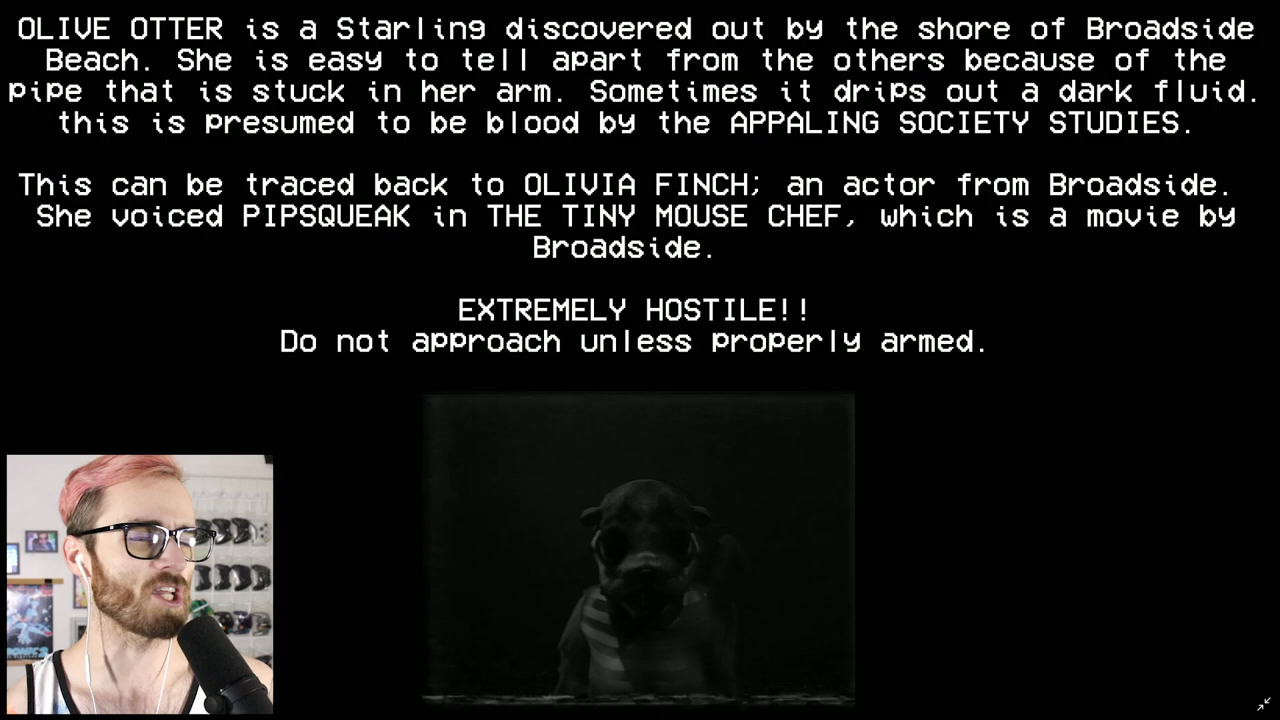 OLIVE OTTER is a Starling discovered out by the shore of Broadside
Beach. She is easy to tell apart from the others because of the
pipe that is stuck in her arm. Sometimes it drips out a dark fluid.
this is presumed to be blood by the APPALING SOCIETY STUDIES.
This can be traced back to OLIVIA FINCH; an actor from Broadside.
She voiced PIPSQUEAK in THE TINY MOUSE CHEF, which is a movie by
Broadside.
EXTREMELY HOSTILE!!
Do not approach unless properly armed.